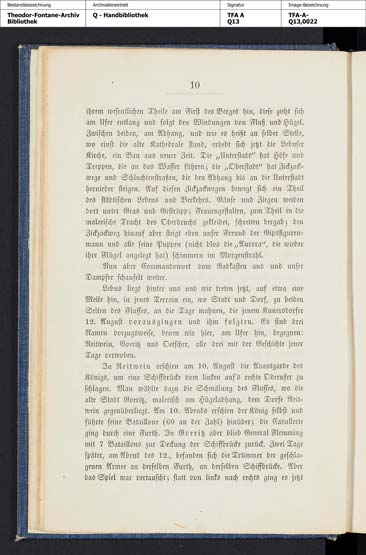 Bestandsbezeichnung
Archivalieneinheit
Signatur
Image-Bezeichnung
Theodor-Fontane-Archiv
Bibliothek
Q - Handbibliothek
TFA A
Q13
TFA-A-
Q13,0022
10
ihrem wesentlichen Theile am First des Berges hin, diese zieht sich
am Ufer entlang und folgt den Windungen von Fluß und Hügel.
Zwischen beiden, am Abhang, und wie es heißt an selber Stelle,
wo einst die alte Kathedrale stand, erhebt sich jetzt die Lebuser
Kirche, ein Bau aus neuer Zeit. Die „Unterstadt“ hat Höfe und
Treppen, die an das Wasser führen; die „Oberstadt“ hat Zickzack-
wege und Schluchtenstraßen, die den Abhang bis an die Unterstadt
hernieder steigen. Auf diesen Zickzackwegen bewegt sich ein Theil
des städtischen Lebens und Verkehrs. Gänse und Ziegen weiden
dort unter Gras und Gestrüpp; Frauengestalten, zum Theil in die
malerische Tracht des Oderbruchs gekleidet, schreiten bergab; den
Zickzackweg hinauf aber steigt eben unser Freund der Gipsfiguren-
mann und alle seine Puppen (nicht blos die „Aurora“, die wieder
ihre Flügel angelegt hat) schimmern im Morgenstrahl.
Nun aber Commandowort vom Radkasten aus und unser
Dampfer schaufelt weiter.
Lebus liegt hinter uns und wir treten jetzt, auf etwa eine
Meile hin, in jenes Terrain ein, wo Stadt und Dorf, zu beiden
Seiten des Flusses, an die Tage mahnen, die jenem Kunersdorfer
12. August vorausgingen und ihm folgten. Es sind drei
Namen vorzugsweise, denen wir hier, am Ufer hin, begegnen:
Reitwein, Goritz und Oetscher, alle drei mit der Geschichte jener
Tage verwoben.
In Reitwein erschien am 10. August die Avantgarde des
Königs, um eine Schiffbrücke vom linken auf's rechte Oderufer zu
schlagen. Man wählte dazu die Schmälung des Flusses, wo die
alte Stadt Goeritz, malerisch am Hügelabhang, dem Dorfe Reit-
wein gegenüberliegt. Am 10. Abends erschien der König selbst und
führte seine Bataillone (60 an der Zahl) hinüber; die Cavallerie
ging durch eine Furth. In Goeritz aber blieb General Flemming
mit 7 Bataillons zur Deckung der Schiffbrücke zurück. Zwei Tage
später, am Abend des 12., befanden sich die Trümmer der geschla-
genen Armee an derselben Furth, an derselben Schiffbrücke. Aber
das Spiel war vertauscht; statt von links nach rechts ging es jetzt